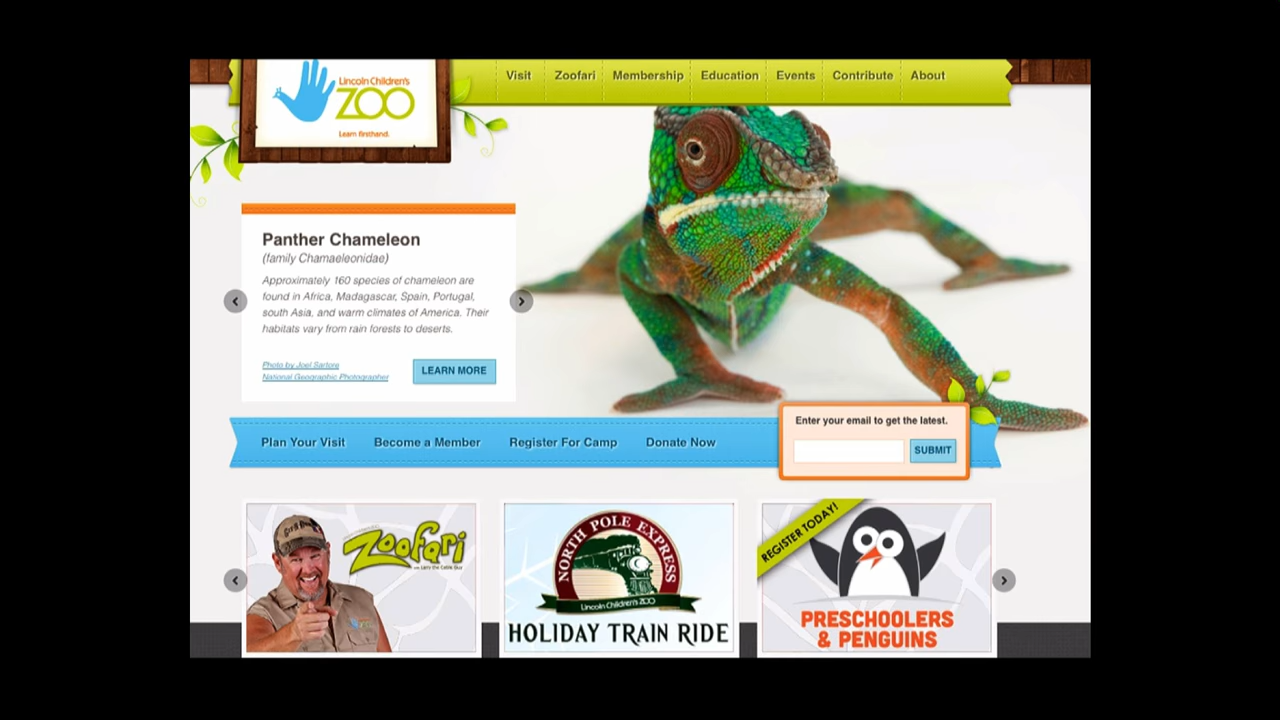 Lincoln Children's
ZOO
Learn firsthand.
Visit
Zoofari
Membership
Education
Events
Contribute
About
Panther Chameleon
(family Chamaeleonidae)
Approximately 160 species of chameleon are
found in Africa, Madagascar, Spain, Portugal,
south Asia, and warm climates of America. Their
habitats vary from rain forests to deserts.
Photo by Joel Sartore
National Geographic Photographer
LEARN MORE
Plan Your Visit
Become a Member
Register For Camp
Donate Now
Enter your email to get the latest.
SUBMIT
Zoofari
with Larry the Cable Guy
NORTH POLE EXPRESS
Lincoln Children's ZOO
HOLIDAY TRAIN RIDE
REGISTER TODAY!
PRESCHOOLERS
& PENGUINS